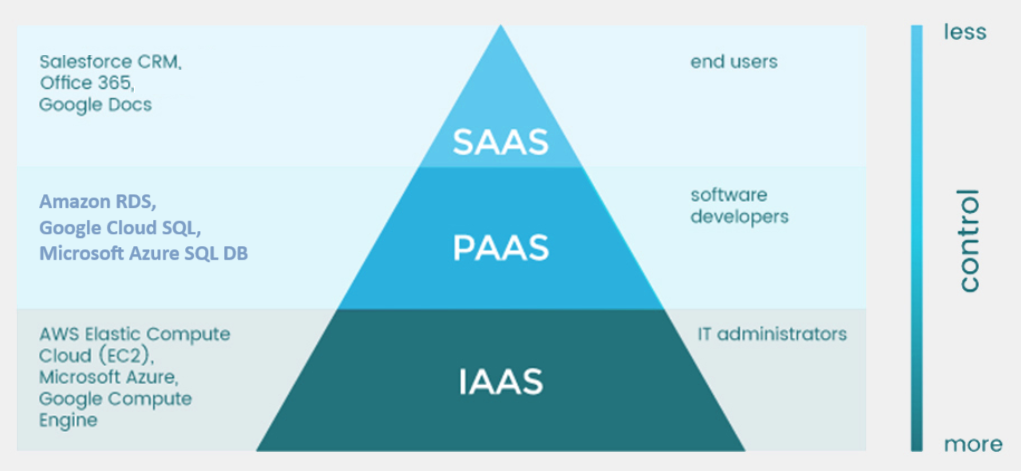 Salesforce CRM,
Office 365,
Google Docs
SAAS
end users
Amazon RDS,
Google Cloud SQL,
Microsoft Azure SQL DB
PAAS
software
developers
AWS Elastic Compute
Cloud (EC2),
Microsoft Azure,
Google Compute
Engine
IAAS
IT administrators
less
control
more